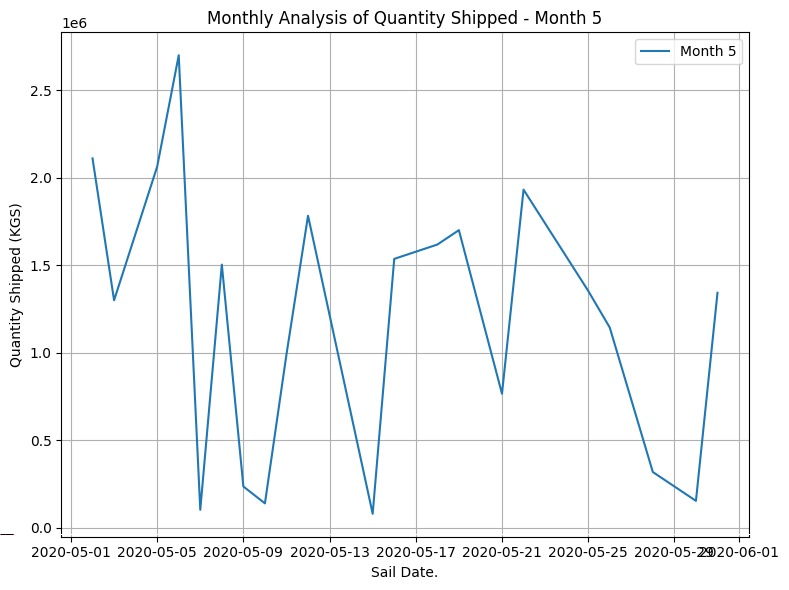 Monthly Analysis of Quantity Shipped - Month 5
1e6
Month 5
2.5
2.0
1.5
1.0
0.5
0.0
Quantity Shipped (KGS)
2020-05-01 2020-05-05 2020-05-09 2020-05-13 2020-05-17 2020-05-21 2020-05-25 2020-05-29 2020-06-01
Sail Date.